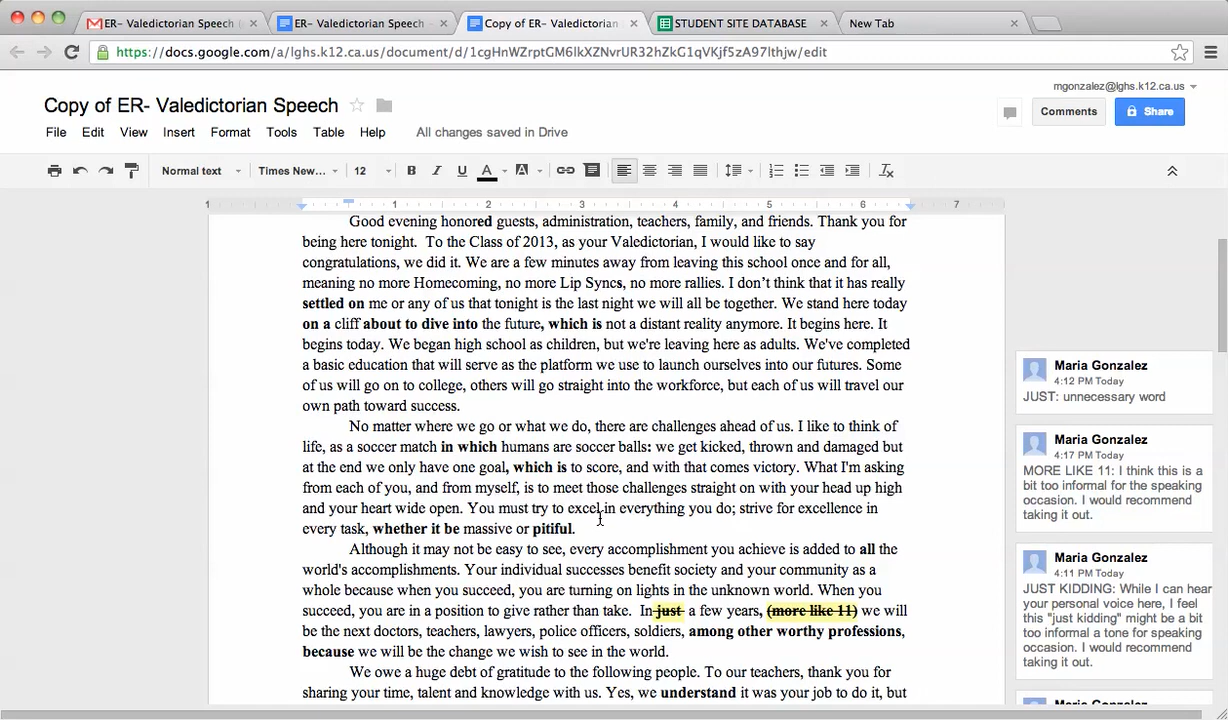 ER- Valedictorian Speech
ER- Valedictorian Speech
Copy of ER- Valedictorian
STUDENT SITE DATABASE
New Tab
https://docs.google.com/a/lghs.k12.ca.us/document/d/1cgHnWZrptGM6lkXZNvrUR32hZkG1qVKjf5zA97lthjw/edit
mgonzalez@lghs.k12.ca.us
Copy of ER- Valedictorian Speech
Comments
Share
File Edit View Insert Format Tools Table Help All changes saved in Drive
Normal text Times New... 12 B I U A A
1 1 2 3 4 5 6 7
Good evening honored guests, administration, teachers, family, and friends. Thank you for
being here tonight. To the Class of 2013, as your Valedictorian, I would like to say
congratulations, we did it. We are a few minutes away from leaving this school once and for all,
meaning no more Homecoming, no more Lip Syncs, no more rallies. I don’t think that it has really
settled on me or any of us that tonight is the last night we will all be together. We stand here today
on a cliff about to dive into the future, which is not a distant reality anymore. It begins here. It
begins today. We began high school as children, but we're leaving here as adults. We've completed
a basic education that will serve as the platform we use to launch ourselves into our futures. Some
of us will go on to college, others will go straight into the workforce, but each of us will travel our
own path toward success.
No matter where we go or what we do, there are challenges ahead of us. I like to think of
life, as a soccer match in which humans are soccer balls: we get kicked, thrown and damaged but
at the end we only have one goal, which is to score, and with that comes victory. What I'm asking
from each of you, and from myself, is to meet those challenges straight on with your head up high
and your heart wide open. You must try to excel in everything you do; strive for excellence in
every task, whether it be massive or pitiful.
Although it may not be easy to see, every accomplishment you achieve is added to all the
world's accomplishments. Your individual successes benefit society and your community as a
whole because when you succeed, you are turning on lights in the unknown world. When you
succeed, you are in a position to give rather than take. In just a few years, (more like 11) we will
be the next doctors, teachers, lawyers, police officers, soldiers, among other worthy professions,
because we will be the change we wish to see in the world.
We owe a huge debt of gratitude to the following people. To our teachers, thank you for
sharing your time, talent and knowledge with us. Yes, we understand it was your job to do it, but
Maria Gonzalez
4:12 PM Today
JUST: unnecessary word
Maria Gonzalez
4:17 PM Today
MORE LIKE 11: I think this is a
bit too informal for the speaking
occasion. I would recommend
taking it out.
Maria Gonzalez
4:11 PM Today
JUST KIDDING: While I can hear
your personal voice here, I feel
this "just kidding" might be a bit
too informal a tone for speaking
occasion. I would recommend
taking it out.
Maria Gonzalez